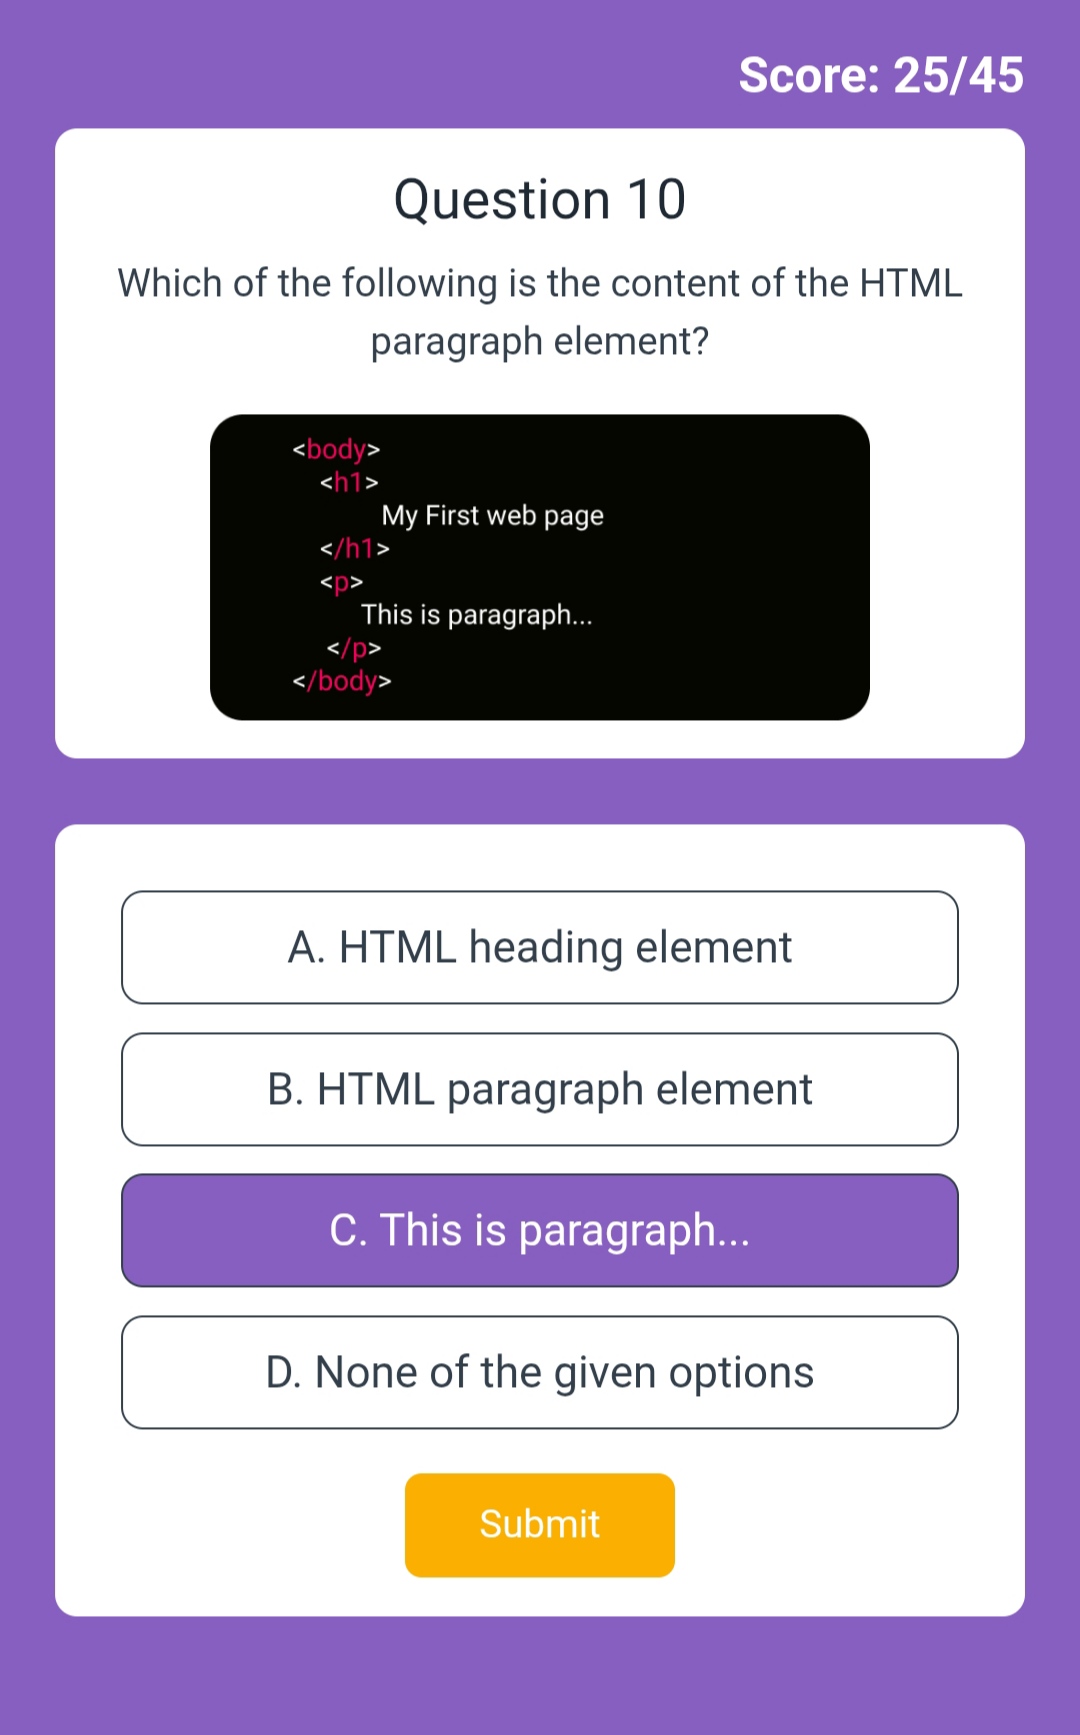 Score: 25/45
Question 10
Which of the following is the content of the HTML
paragraph element?
<body>
<h1>
My First web page
</h1>
<p>
This is paragraph...
</p>
</body>
A. HTML heading element
B. HTML paragraph element
C. This is paragraph...
D. None of the given options
Submit